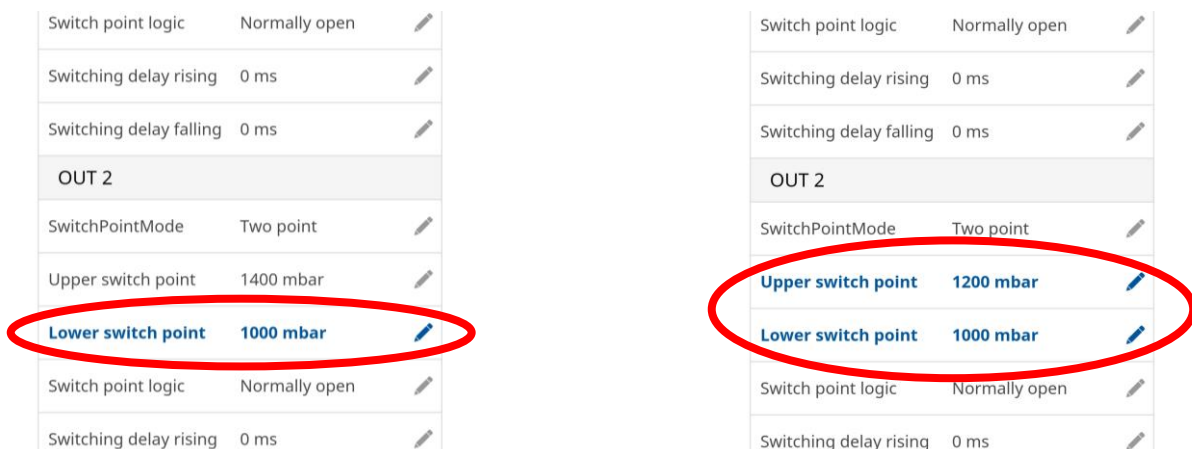 Switch point logic Normally open
Switching delay rising 0 ms
Switching delay falling 0 ms
OUT 2
SwitchPointMode Two point
Upper switch point 1400 mbar
Lower switch point 1000 mbar
Switch point logic Normally open
Switching delay rising 0 ms
Switch point logic Normally open
Switching delay rising 0 ms
Switching delay falling 0 ms
OUT 2
SwitchPointMode Two point
Upper switch point 1200 mbar
Lower switch point 1000 mbar
Switch point logic Normally open
Switching delay rising 0 ms